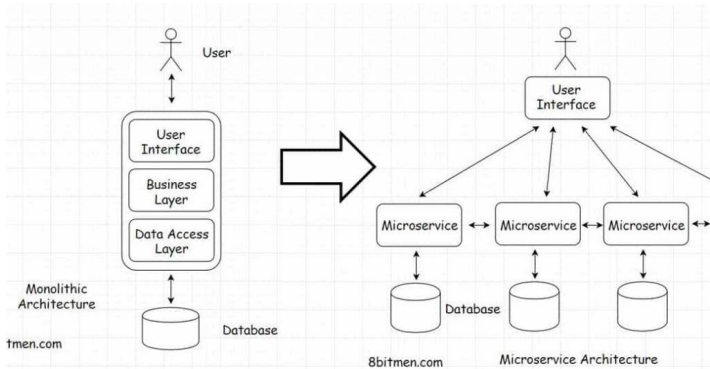 User
User
Interface
Business
Layer
Data Access
Layer
Monolithic
Architecture
Database
tmen.com
User
Interface
Microservice
Microservice
Microservice
Database
8bitmen.com
Microservice Architecture